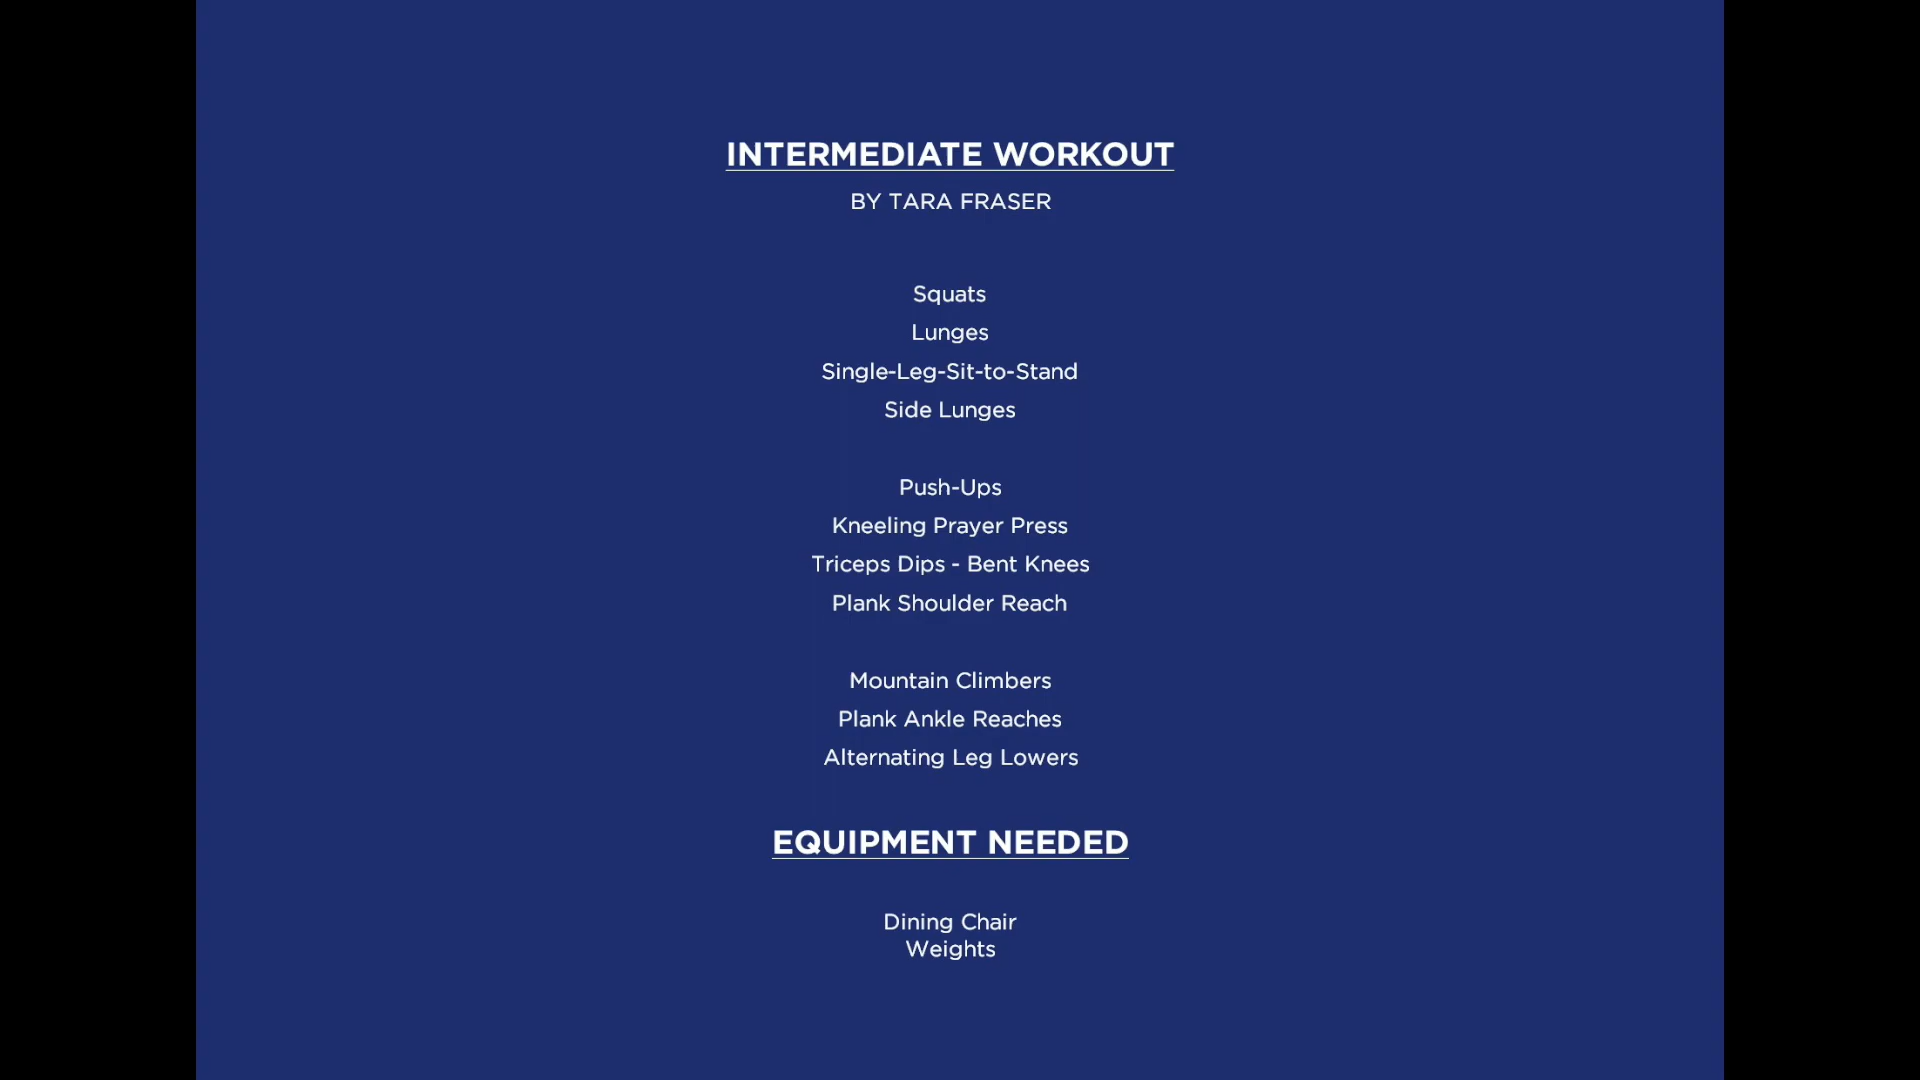 INTERMEDIATE WORKOUT
BY TARA FRASER
Squats
Lunges
Single-Leg-Sit-to-Stand
Side Lunges
Push-Ups
Kneeling Prayer Press
Triceps Dips - Bent Knees
Plank Shoulder Reach
Mountain Climbers
Plank Ankle Reaches
Alternating Leg Lowers
EQUIPMENT NEEDED
Dining Chair
Weights